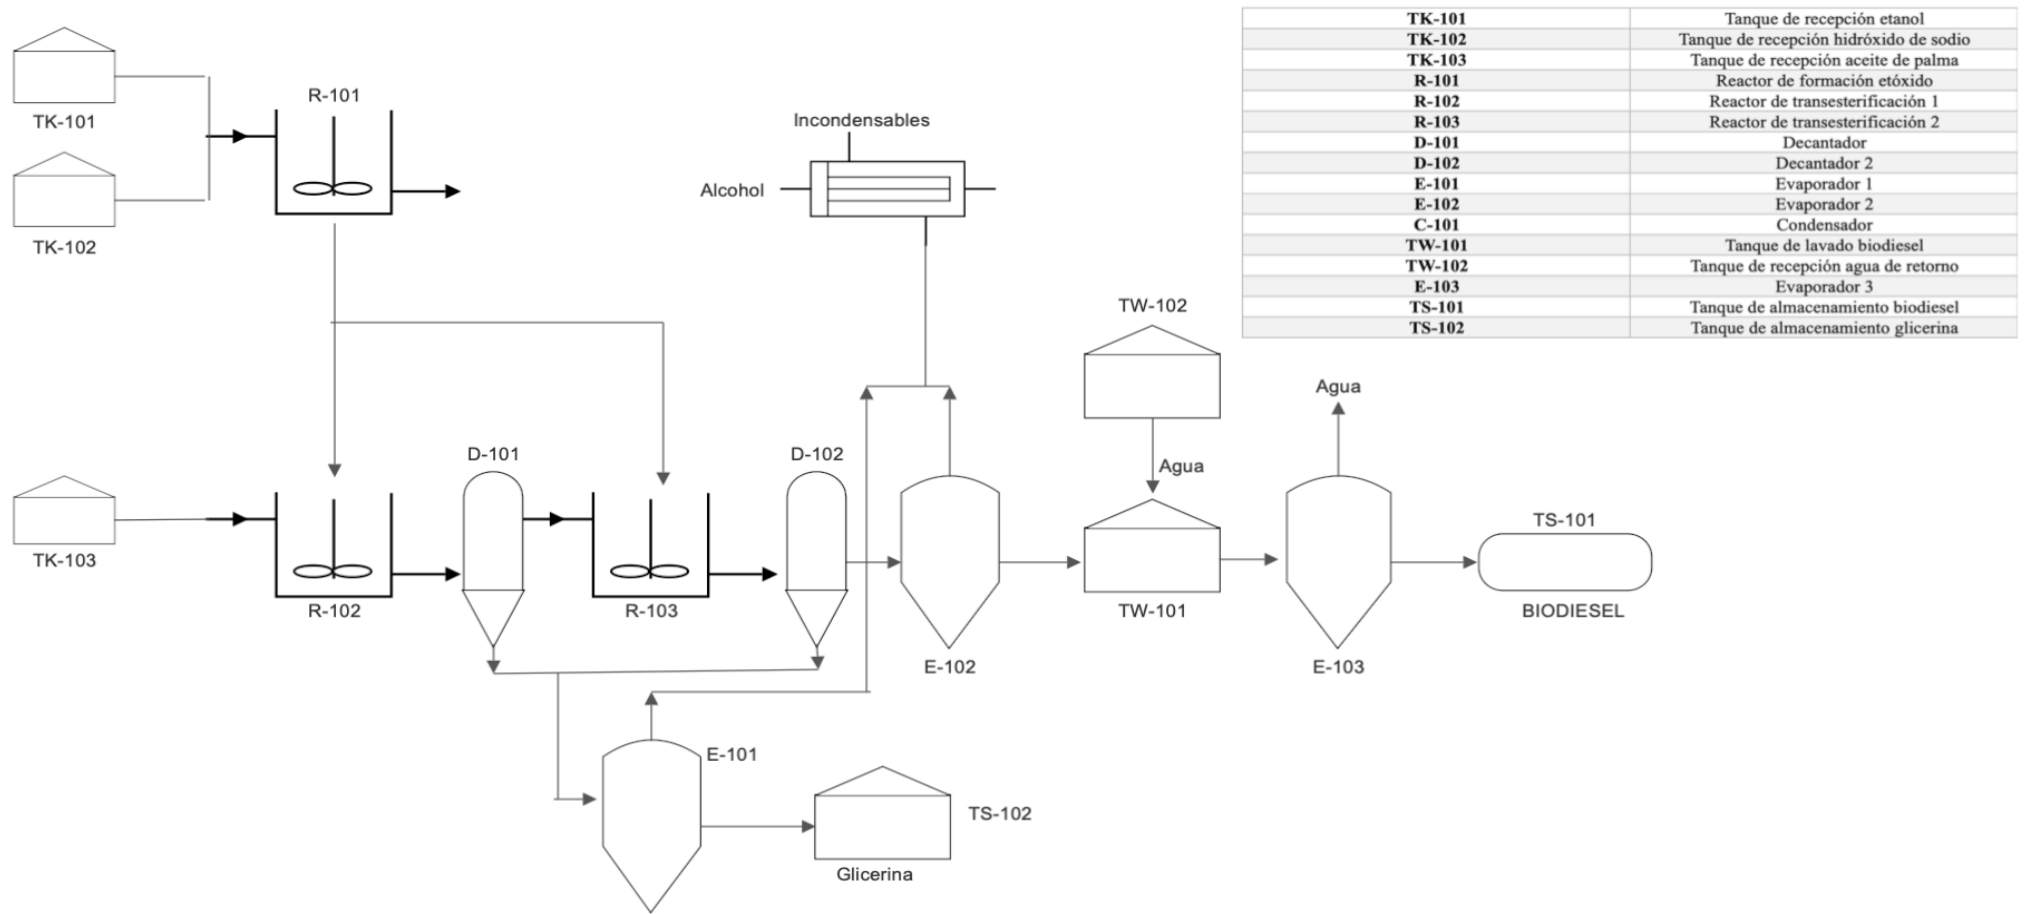 TK-101 Tanque de recepción etanol
TK-102 Tanque de recepción hidróxido de sodio
TK-103 Tanque de recepción aceite de palma
R-101 Reactor de formación etóxido
R-102 Reactor de transesterificación 1
R-103 Reactor de transesterificación 2
D-101 Decantador
D-102 Decantador 2
E-101 Evaporador 1
E-102 Evaporador 2
C-101 Condensador
TW-101 Tanque de lavado biodiesel
TW-102 Tanque de recepción agua de retorno
E-103 Evaporador 3
TS-101 Tanque de almacenamiento biodiesel
TS-102 Tanque de almacenamiento glicerina
R-101
TK-101
Incondensables
Alcohol
TK-102
TW-102
Agua
D-101
D-102
Agua
TS-101
TK-103
R-102
R-103
TW-101
BIODIESEL
E-102
E-103
E-101
TS-102
Glicerina